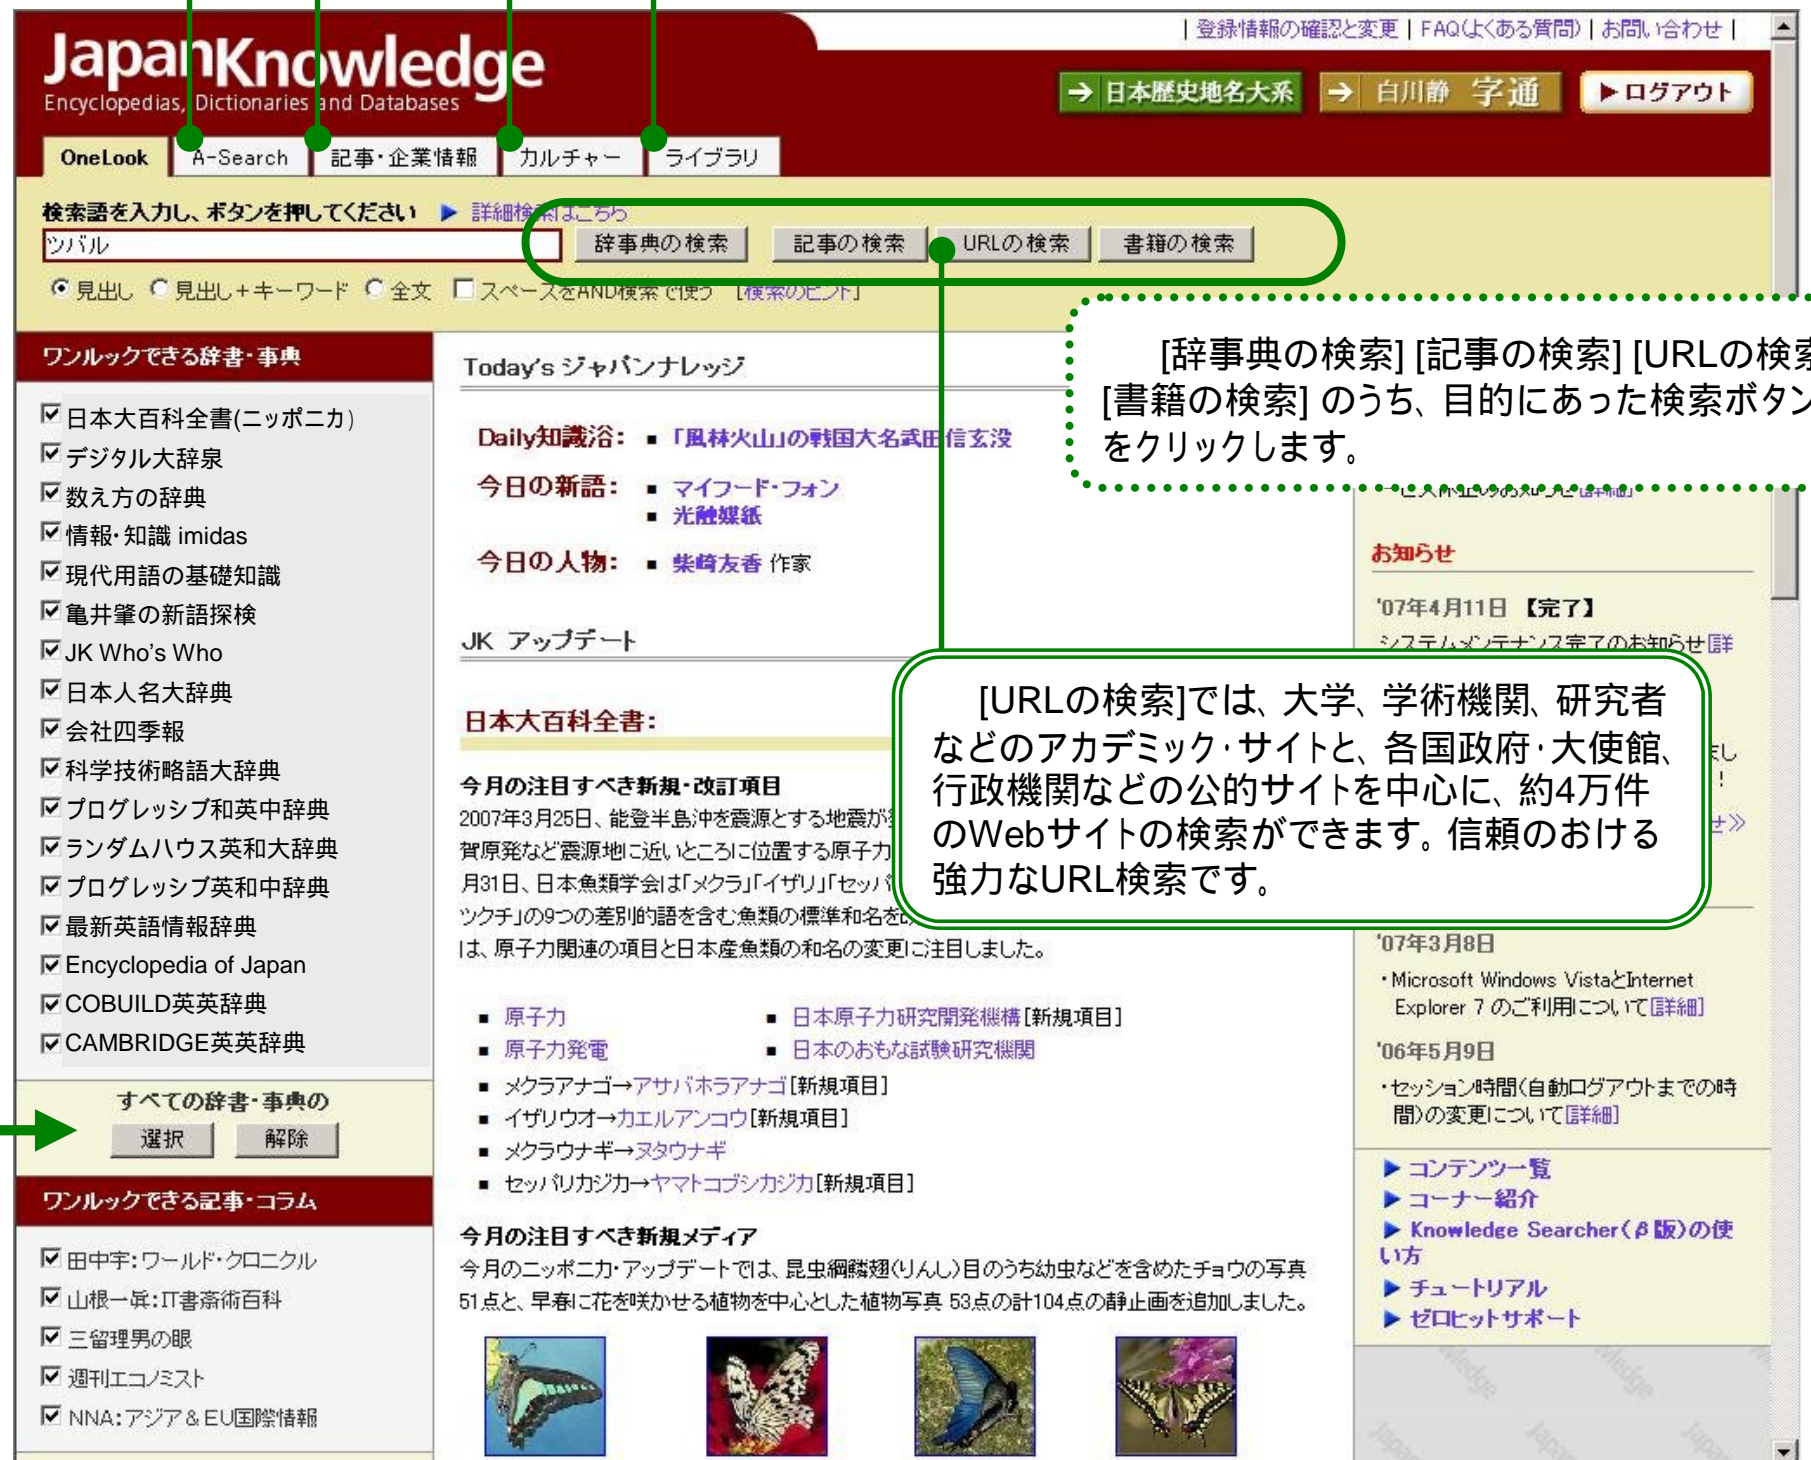 | 登録情報の確認と変更 | FAQ(よくある質問) | お問い合わせ |
JapanKnowledge
Encyclopedias, Dictionaries and Databases
→ 日本歴史地名大系
→ 白川静 字通
▶ログアウト
OneLook A-Search 記事・企業情報 カルチャー ライブラリ
検索語を入力し、ボタンを押してください ▶ 詳細検索はこちら
ツバル 辞事典の検索 記事の検索 URLの検索 書籍の検索
見出し 見出し+キーワード 全文 スペースをAND検索で使う [検索のヒント]
[辞事典の検索] [記事の検索] [URLの検索
[書籍の検索] のうち、目的にあった検索ボタン
をクリックします。
ワンルックできる辞書・事典
日本大百科全書(ニッポニカ)
デジタル大辞泉
数え方の辞典
情報・知識 imidas
現代用語の基礎知識
亀井肇の新語探検
JK Who's Who
日本人名大辞典
会社四季報
科学技術略語大辞典
プログレッシブ和英中辞典
ランダムハウス英和大辞典
プログレッシブ英和中辞典
最新英語情報辞典
Encyclopedia of Japan
COBUILD英英辞典
CAMBRIDGE英英辞典
すべての辞書・事典の
選択 解除
ワンルックできる記事・コラム
田中宇:ワールド・クロニクル
山根一眞:IT書斎術百科
三留理男の眼
週刊エコノミスト
NNA:アジア&EU国際情報
Today's ジャパンナレッジ
Daily知識浴: ■ 「風林火山」の戦国大名武田信玄没
今日の新語: ■ マイフード・フォン
■ 光触媒紙
今日の人物: ■ 柴崎友香 作家
JK アップデート
日本大百科全書:
今月の注目すべき新規・改訂項目
2007年3月25日、能登半島沖を震源とする地震が
賀原発など震源地に近いところに位置する原子力
月31日、日本魚類学会は「メクラ」「イザリ」「セッパ
ツクチ」の9つの差別的語を含む魚類の標準和名を
は、原子力関連の項目と日本産魚類の和名の変更に注目しました。
■ 原子力 ■ 日本原子力研究開発機構[新規項目]
■ 原子力発電 ■ 日本のおもな試験研究機関
■ メクラアナゴ→アサバホラアナゴ[新規項目]
■ イザリウオ→カエルアンコウ[新規項目]
■ メクラウナギ→ヌタウナギ
■ セッパリカジカ→ヤマトコブシカジカ[新規項目]
今月の注目すべき新規メディア
今月のニッポニカ・アップデートでは、昆虫綱鱗翅(りんし)目のうち幼虫などを含めたチョウの写真
51点と、早春に花を咲かせる植物を中心とした植物写真 53点の計104点の静止画を追加しました。
[URLの検索]では、大学、学術機関、研究者
などのアカデミック・サイトと、各国政府・大使館、
行政機関などの公的サイトを中心に、約4万件
のWebサイトの検索ができます。信頼のおける
強力なURL検索です。
お知らせ
'07年4月11日 【完了】
システムメンテナンス完了のお知らせ[詳
'07年3月8日
・Microsoft Windows VistaとInternet
Explorer 7 のご利用について[詳細]
'06年5月9日
・セッション時間(自動ログアウトまでの時
間)の変更について[詳細]
▶ コンテンツ一覧
▶ コーナー紹介
▶ Knowledge Searcher(β版)の使
い方
▶ チュートリアル
▶ ゼロヒットサポート